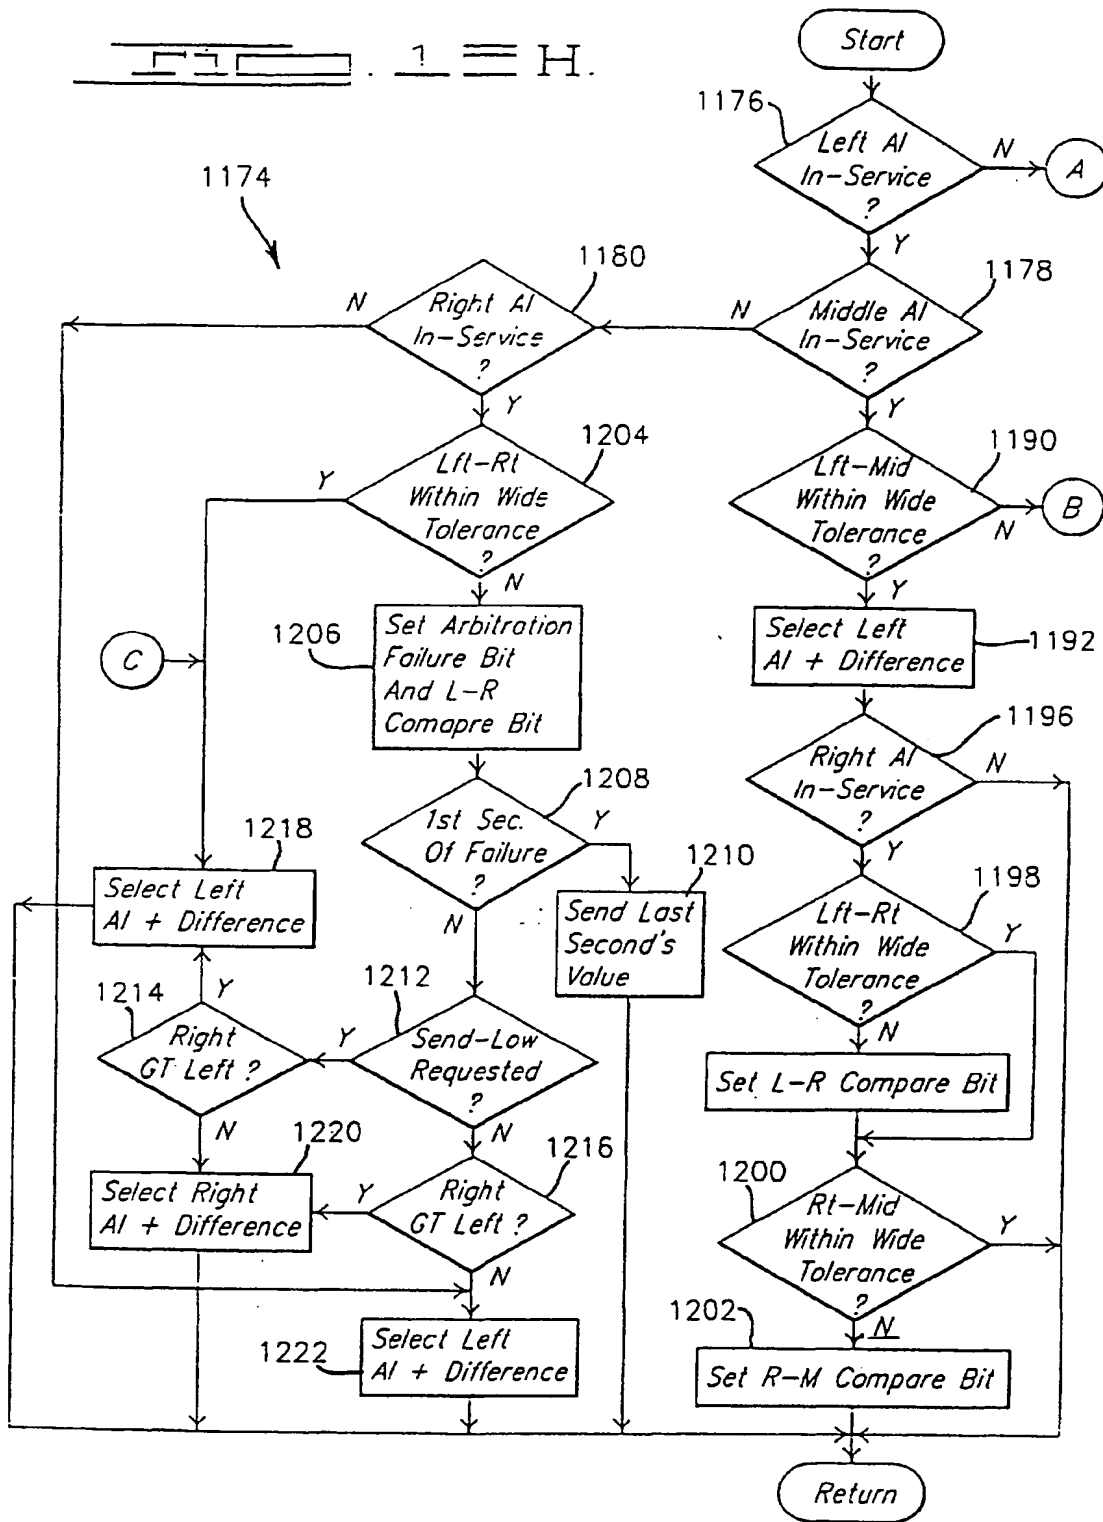 H.
Start
1176
Left AI
In-Service
?
N
A
Y
1174
1180
Right AI
In-Service
?
N
Y
1178
Middle AI
In-Service
?
N
Y
1204
Lft-Rt
Within Wide
Tolerance
?
Y
N
1190
Lft-Mid
Within Wide
Tolerance
?
N
B
Y
C
1206
Set Arbitration
Failure Bit
And L-R
Comapre Bit
Select Left
AI + Difference
1192
1196
Right AI
In-Service
?
N
Y
1208
1st Sec.
Of Failure
?
Y
N
1210
Send Last
Second's
Value
1218
Select Left
AI + Difference
1198
Lft-Rt
Within Wide
Tolerance
?
Y
N
1214
Y
Right
GT Left ?
N
1212
Send-Low
Requested
?
Y
N
Set L-R Compare Bit
1220
Select Right
AI + Difference
1216
Right
GT Left ?
Y
N
1200
Rt-Mid
Within Wide
Tolerance
?
Y
N
1222
Select Left
AI + Difference
1202
Set R-M Compare Bit
Return